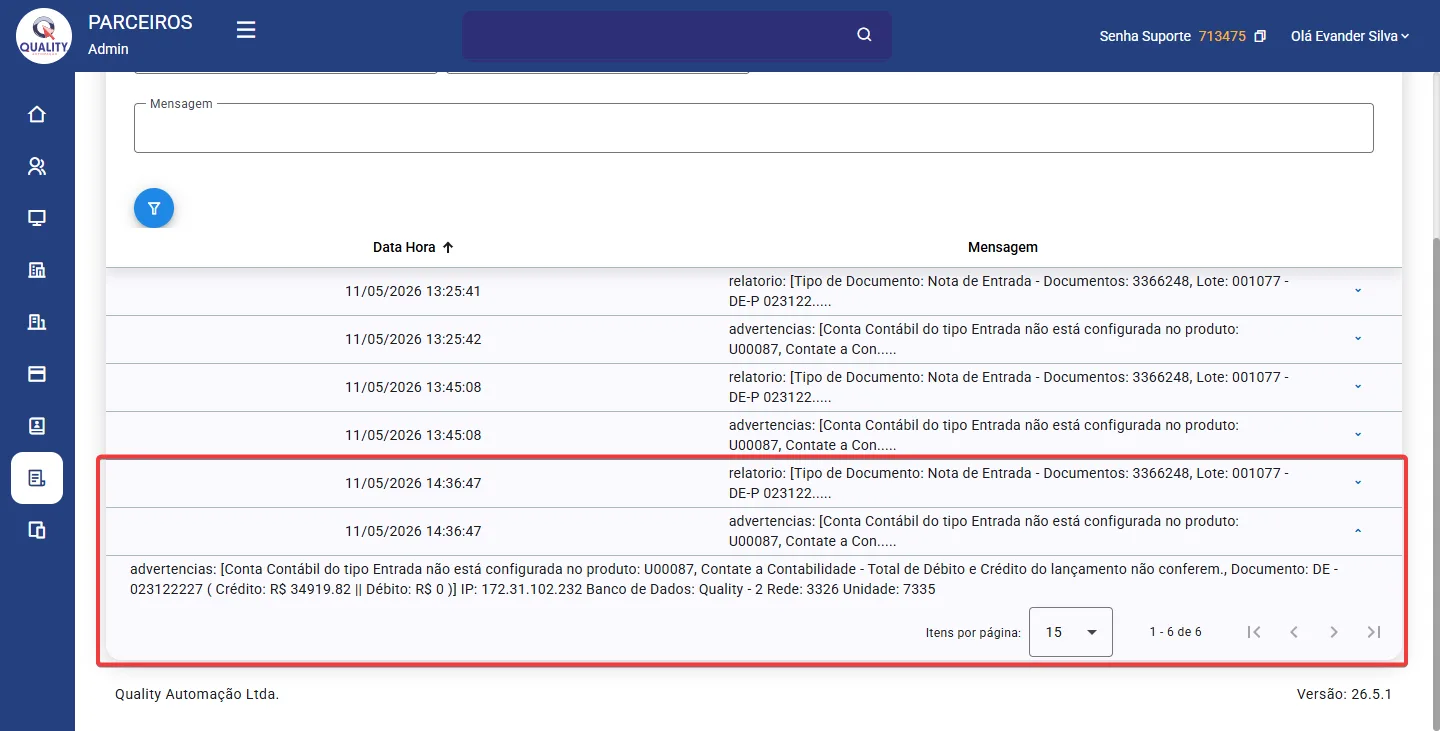 QUALITY
PARCEIROS
Admin
Senha Suporte 713475
Olá Evander Silva
Mensagem
Data Hora
Mensagem
11/05/2026 13:25:41
relatorio: [Tipo de Documento: Nota de Entrada - Documentos: 3366248, Lote: 001077 -
DE-P 023122.....
11/05/2026 13:25:42
advertencias: [Conta Contábil do tipo Entrada não está configurada no produto:
U00087, Contate a Con.....
11/05/2026 13:45:08
relatorio: [Tipo de Documento: Nota de Entrada - Documentos: 3366248, Lote: 001077 -
DE-P 023122.....
11/05/2026 13:45:08
advertencias: [Conta Contábil do tipo Entrada não está configurada no produto:
U00087, Contate a Con.....
11/05/2026 14:36:47
relatorio: [Tipo de Documento: Nota de Entrada - Documentos: 3366248, Lote: 001077 -
DE-P 023122.....
11/05/2026 14:36:47
advertencias: [Conta Contábil do tipo Entrada não está configurada no produto:
U00087, Contate a Con.....
advertencias: [Conta Contábil do tipo Entrada não está configurada no produto: U00087, Contate a Contabilidade - Total de Débito e Crédito do lançamento não conferem., Documento: DE -
023122227 ( Crédito: R$ 34919.82 || Débito: R$ 0 )] IP: 172.31.102.232 Banco de Dados: Quality - 2 Rede: 3326 Unidade: 7335
Itens por página:
15
1 - 6 de 6
Quality Automação Ltda.
Versão: 26.5.1